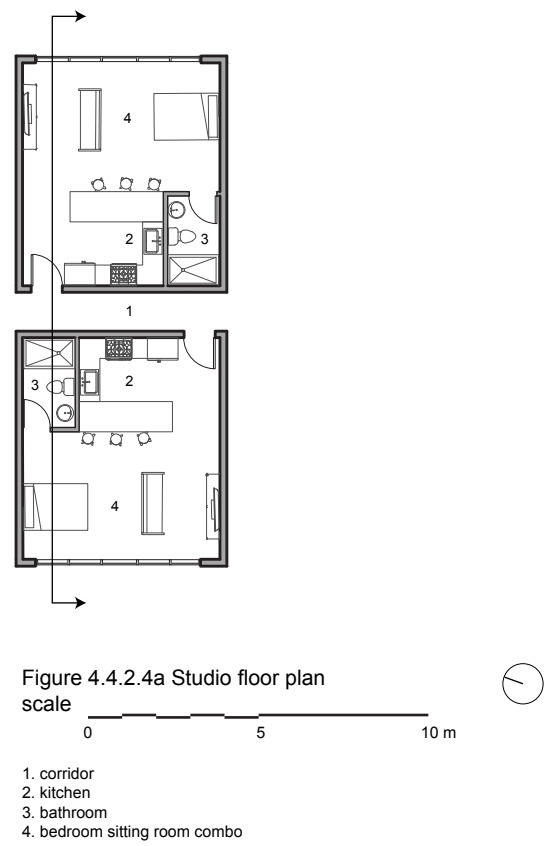 4
2
3
1
3
2
4
Figure 4.4.2.4a Studio floor plan
scale
0 5 10 m
1. corridor
2. kitchen
3. bathroom
4. bedroom sitting room combo